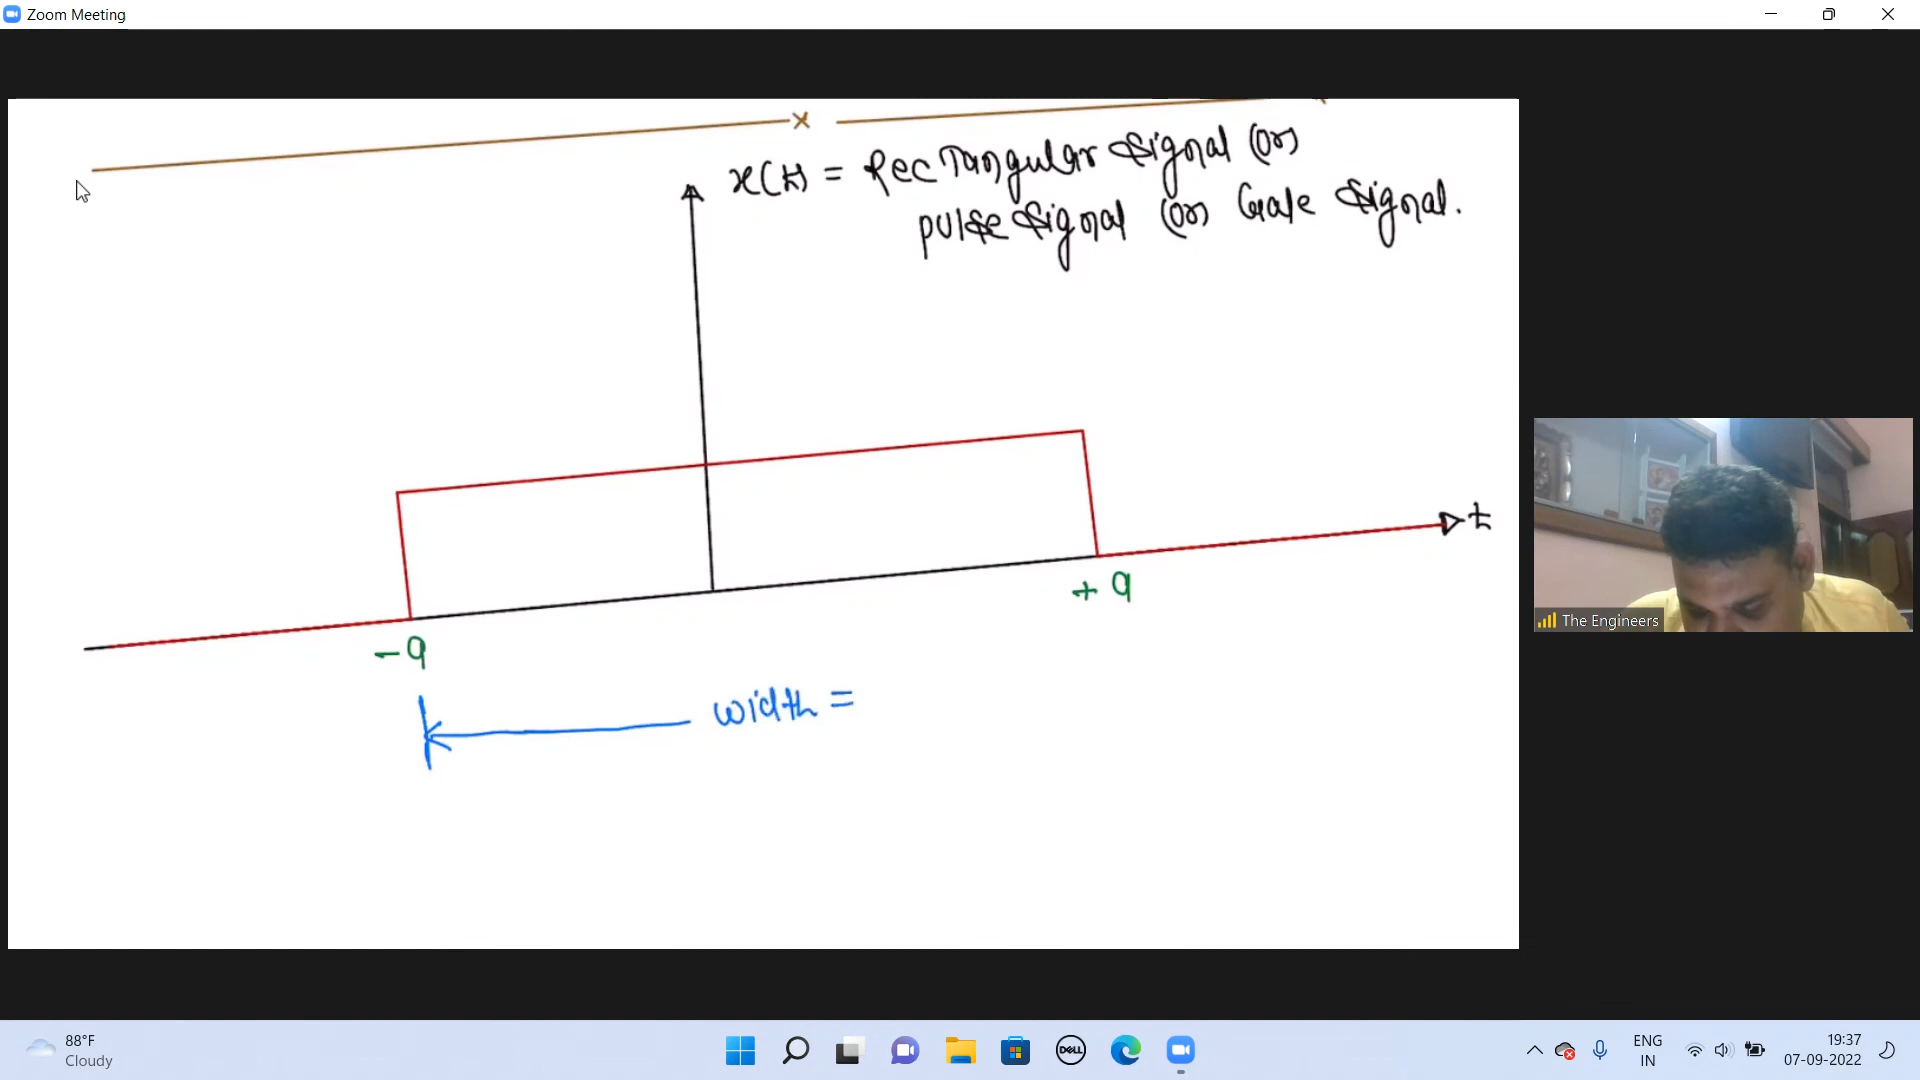 Zoom Meeting
x
x(t) = Rectangular Signal (or)
pulse Signal (or) Gate Signal.
t
+ a
- a
width =
The Engineers
88°F
Cloudy
DELL
ENG
IN
19:37
07-09-2022